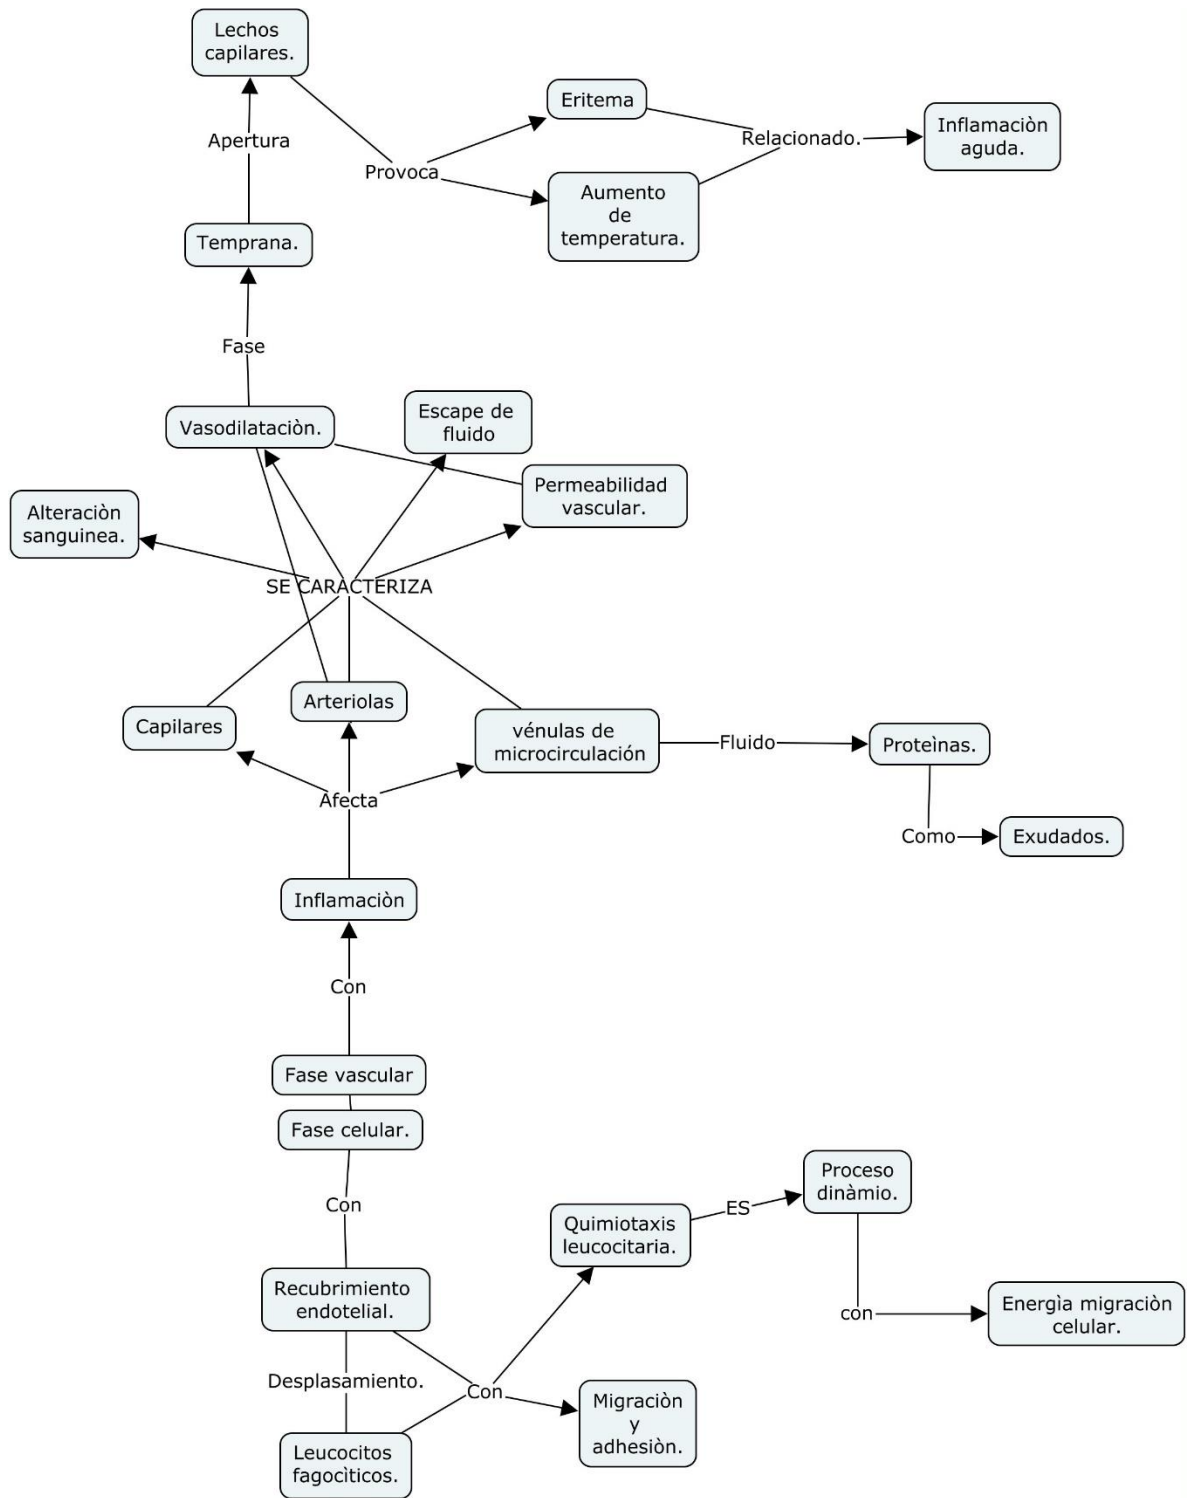 Lechos
capilares.
Eritema
Inflamaciòn
aguda.
Apertura
Relacionado.
Provoca
Aumento
de
temperatura.
Temprana.
Fase
Escape de
fluido
Vasodilataciòn.
Permeabilidad
vascular.
Alteraciòn
sanguinea.
SE CARACTERIZA
Capilares
Arteriolas
vénulas de
microcirculación
Fluido
Proteìnas.
Afecta
Como
Exudados.
Inflamaciòn
Con
Fase vascular
Fase celular.
Con
Proceso
dinàmio.
Quimiotaxis
leucocitaria.
ES
Recubrimiento
endotelial.
con
Energìa migraciòn
celular.
Desplasamiento.
Con
Migraciòn
y
adhesiòn.
Leucocitos
fagocìticos.